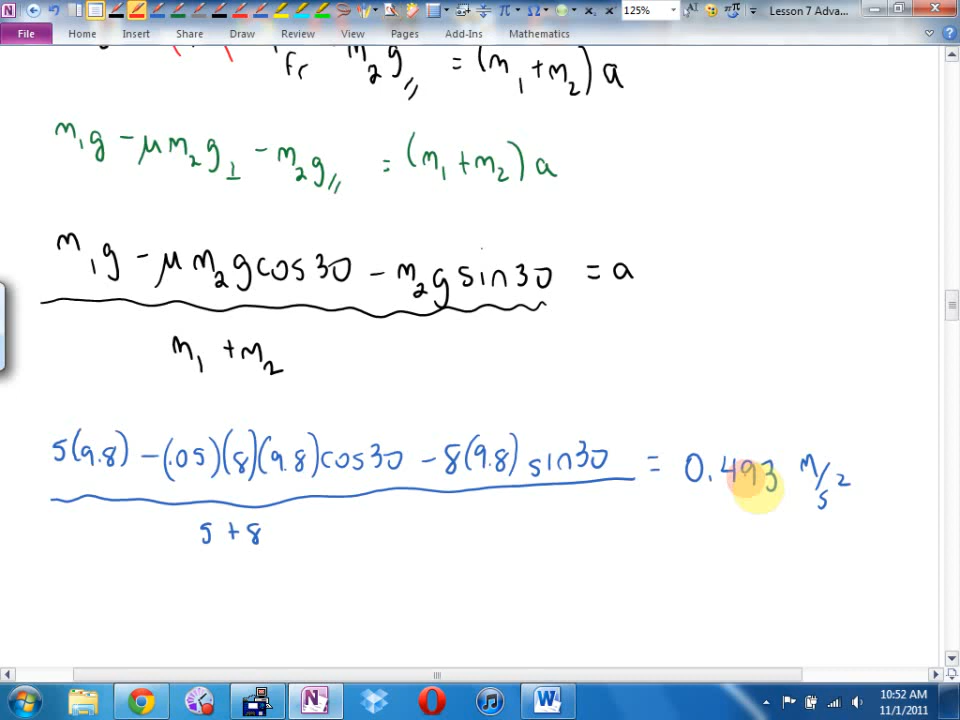 125% Lesson 7 Adva...
File Home Insert Share Draw Review View Pages Add-Ins Mathematics
Fr m₂g∥ = (m₁ + m₂) a
m₁g - μm₂g⊥ - m₂g∥ = (m₁ + m₂) a
m₁g - μm₂gcos30 - m₂g sin30 = a
m₁ + m₂
5(9.8) - (.05)(8)(9.8)cos30 - 8(9.8) sin30 = 0.493 m/s²
5 + 8
10:52 AM
11/1/2011